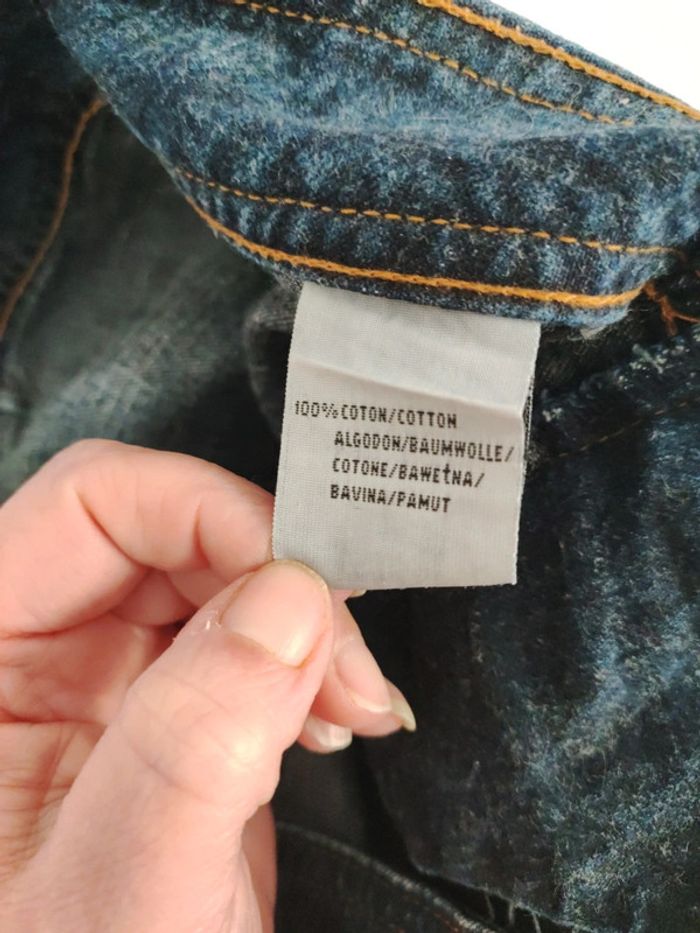 100% COTON/COTTON
ALGODON/BAUMWOLLE/
COTONE/BAWEŁNA/
BAVINA/PAMUT